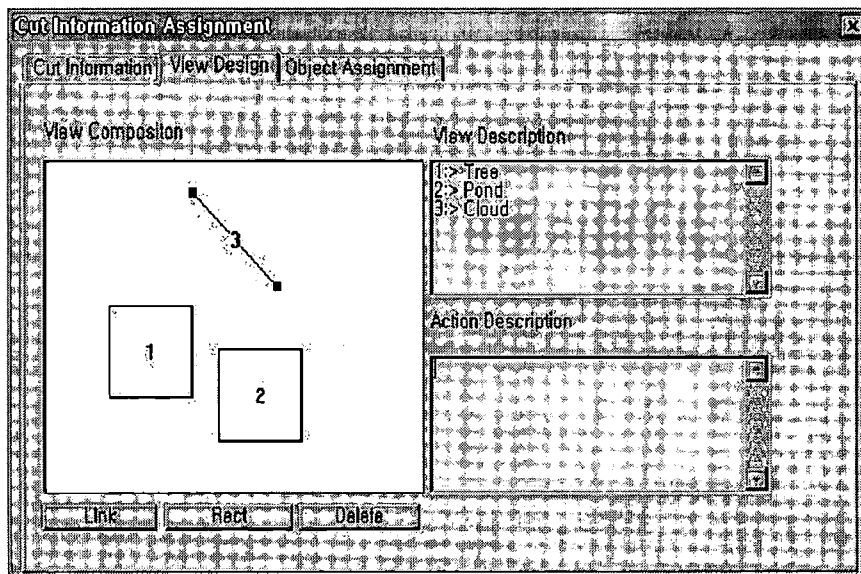 Cut Information Assignment
Cut Information View Design Object Assignment
View Compositon
View Description
1:> Tree
2:> Pond
3:> Cloud
3
1
2
Action Description
Link Rect Delete